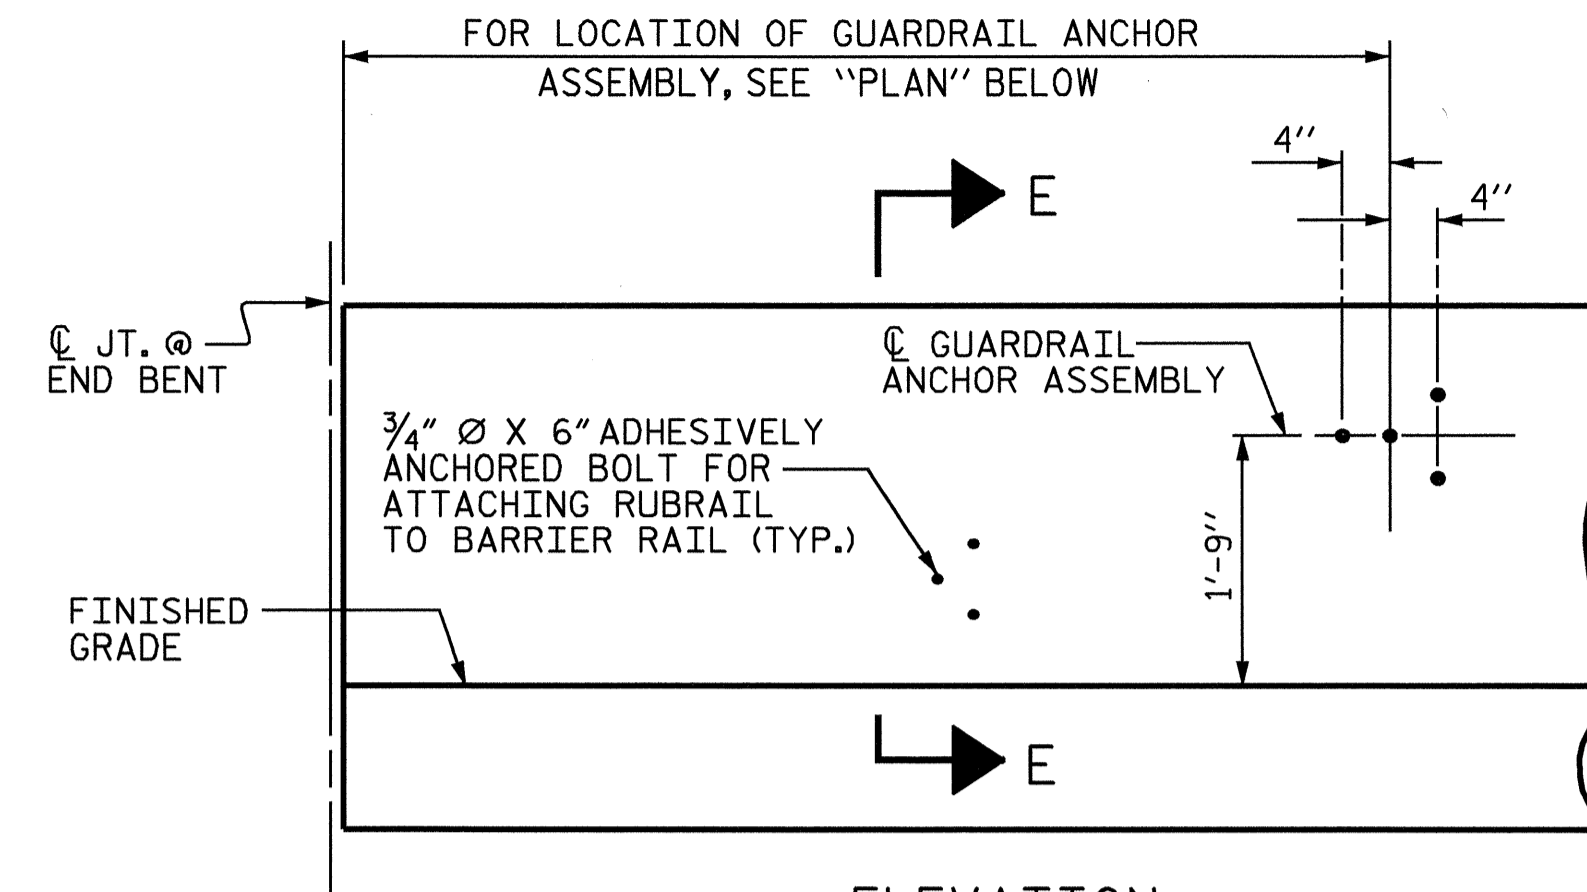 FOR LOCATION OF GUARDRAIL ANCHOR
ASSEMBLY, SEE "PLAN" BELOW
4"
4"
E
℄ JT. @
END BENT
℄ GUARDRAIL
ANCHOR ASSEMBLY
3/4" Ø X 6" ADHESIVELY
ANCHORED BOLT FOR
ATTACHING RUBRAIL
TO BARRIER RAIL (TYP.)
1'-9"
FINISHED
GRADE
E
ELEVATION